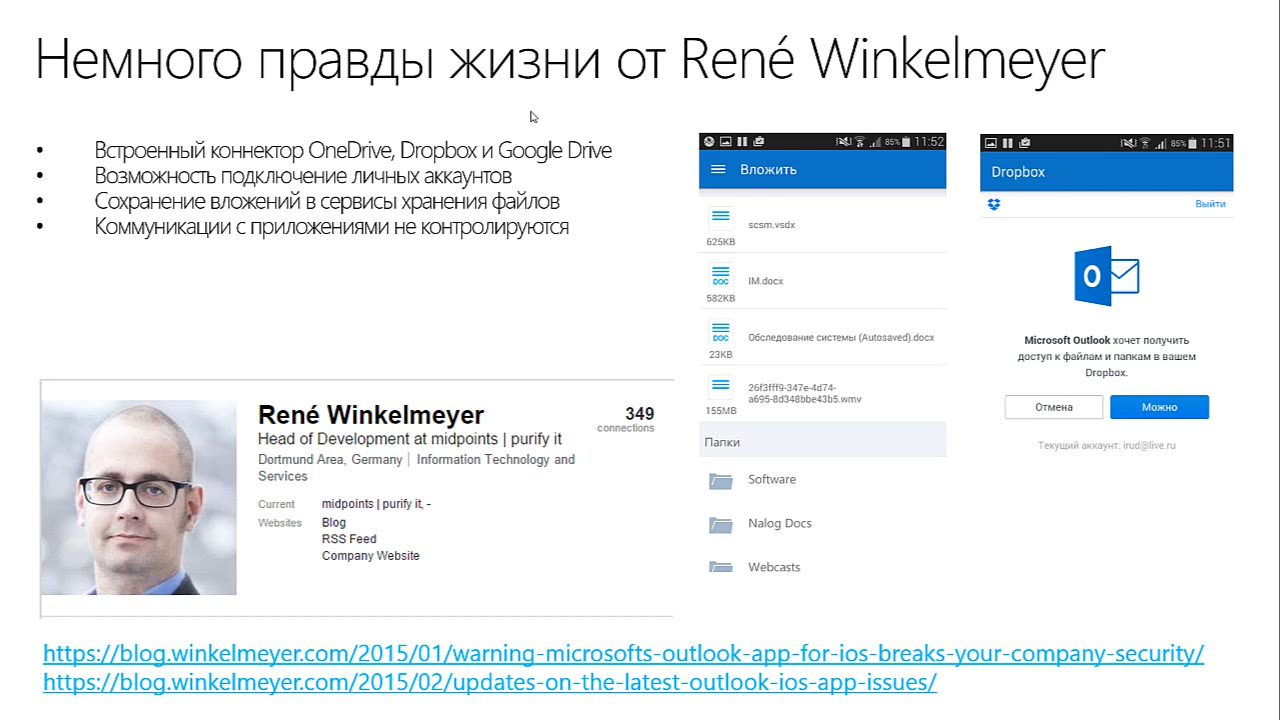 Немного правды жизни от René Winkelmeyer
• Встроенный коннектор OneDrive, Dropbox и Google Drive
• Возможность подключение личных аккаунтов
• Сохранение вложений в сервисы хранения файлов
• Коммуникации с приложениями не контролируются
René Winkelmeyer
349
connections
Head of Development at midpoints | purify it
Dortmund Area, Germany | Information Technology and
Services
Current midpoints | purify it, -
Websites Blog
RSS Feed
Company Website
85% 11:52
Вложить
scsm.vsdx
625KB
DOC
IM.docx
582KB
DOC
Обследование системы (Autosaved).docx
23KB
26f3fff9-347e-4d74-
a695-8d348bbe43b5.wmv
155MB
Папки
Software
Nalog Docs
Webcasts
85% 11:51
Dropbox
Выйти
O
Microsoft Outlook хочет получить
доступ к файлам и папкам в вашем
Dropbox.
Отмена Можно
Текущий аккаунт: irud@live.ru
https://blog.winkelmeyer.com/2015/01/warning-microsofts-outlook-app-for-ios-breaks-your-company-security/
https://blog.winkelmeyer.com/2015/02/updates-on-the-latest-outlook-ios-app-issues/